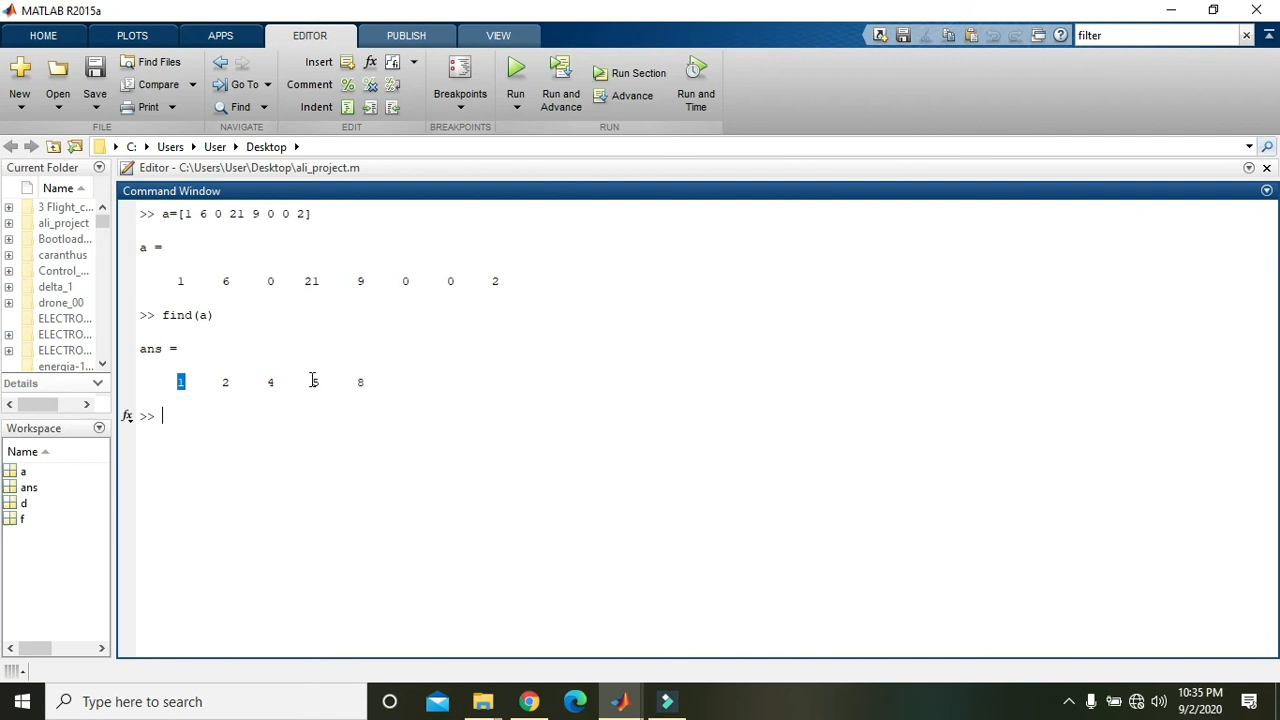 MATLAB R2015a
HOME PLOTS APPS EDITOR PUBLISH VIEW
filter
New Open Save
Find Files
Compare
Print
FILE
Go To
Find
NAVIGATE
Insert fx
Comment
Indent
EDIT
Breakpoints
BREAKPOINTS
Run
Run and Advance
Run Section
Advance
Run and Time
RUN
C: Users User Desktop
Current Folder
Name
3 Flight_c...
ali_project
Bootload...
caranthus
Control_...
delta_1
drone_00
ELECTRO...
ELECTRO...
ELECTRO...
energia-1...
Details
Workspace
Name
a
ans
d
f
Editor - C:\Users\User\Desktop\ali_project.m
Command Window
>> a=[1 6 0 21 9 0 0 2]
a =
1 6 0 21 9 0 0 2
>> find(a)
ans =
1 2 4 5 8
fx >>
Type here to search
10:35 PM
9/2/2020